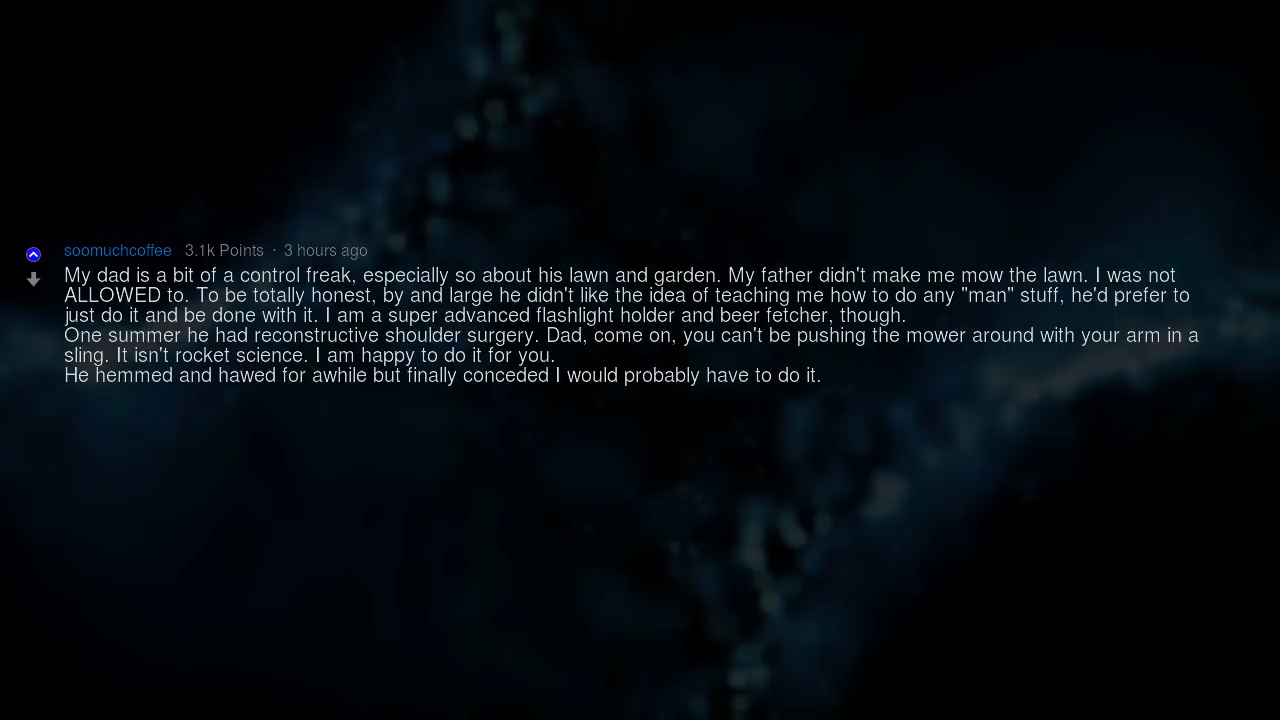 soomuchcoffee 3.1k Points · 3 hours ago
My dad is a bit of a control freak, especially so about his lawn and garden. My father didn't make me mow the lawn. I was not
ALLOWED to. To be totally honest, by and large he didn't like the idea of teaching me how to do any "man" stuff, he'd prefer to
just do it and be done with it. I am a super advanced flashlight holder and beer fetcher, though.
One summer he had reconstructive shoulder surgery. Dad, come on, you can't be pushing the mower around with your arm in a
sling. It isn't rocket science. I am happy to do it for you.
He hemmed and hawed for awhile but finally conceded I would probably have to do it.